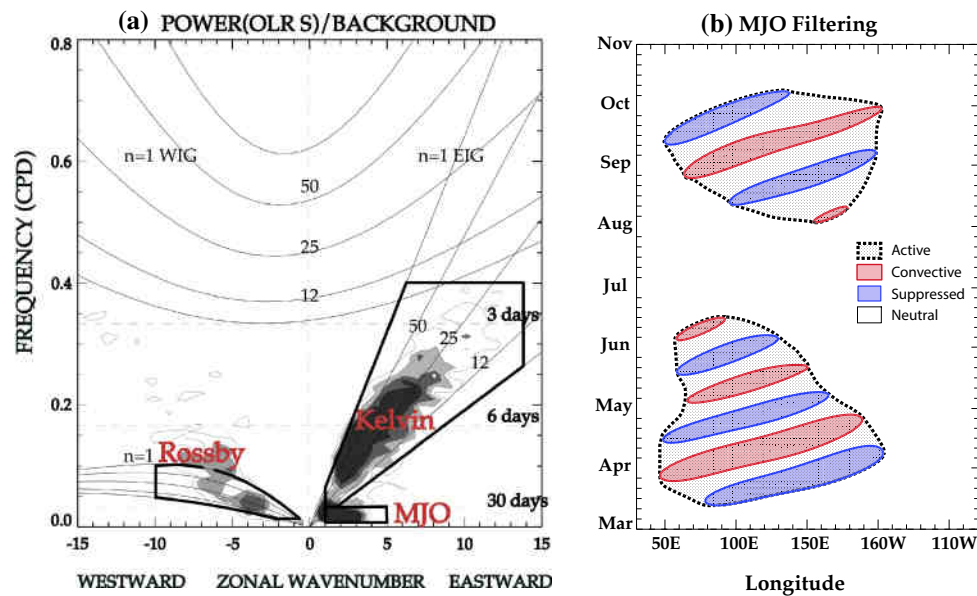 (a)
POWER(OLR S)/BACKGROUND
0.8
0.6
0.4
0.2
0.0
FREQUENCY (CPD)
n=1 WIG
n=1 EIG
50
25
12
3 days
50
25
12
6 days
Kelvin
Rossby
n=1
30 days
MJO
-15 -10 -5 0 5 10 15
WESTWARD ZONAL WAVENUMBER EASTWARD
(b) MJO Filtering
Nov
Oct
Sep
Aug
Jul
Jun
May
Apr
Mar
Active
Convective
Suppressed
Neutral
50E 100E 150E 160W 110W
Longitude